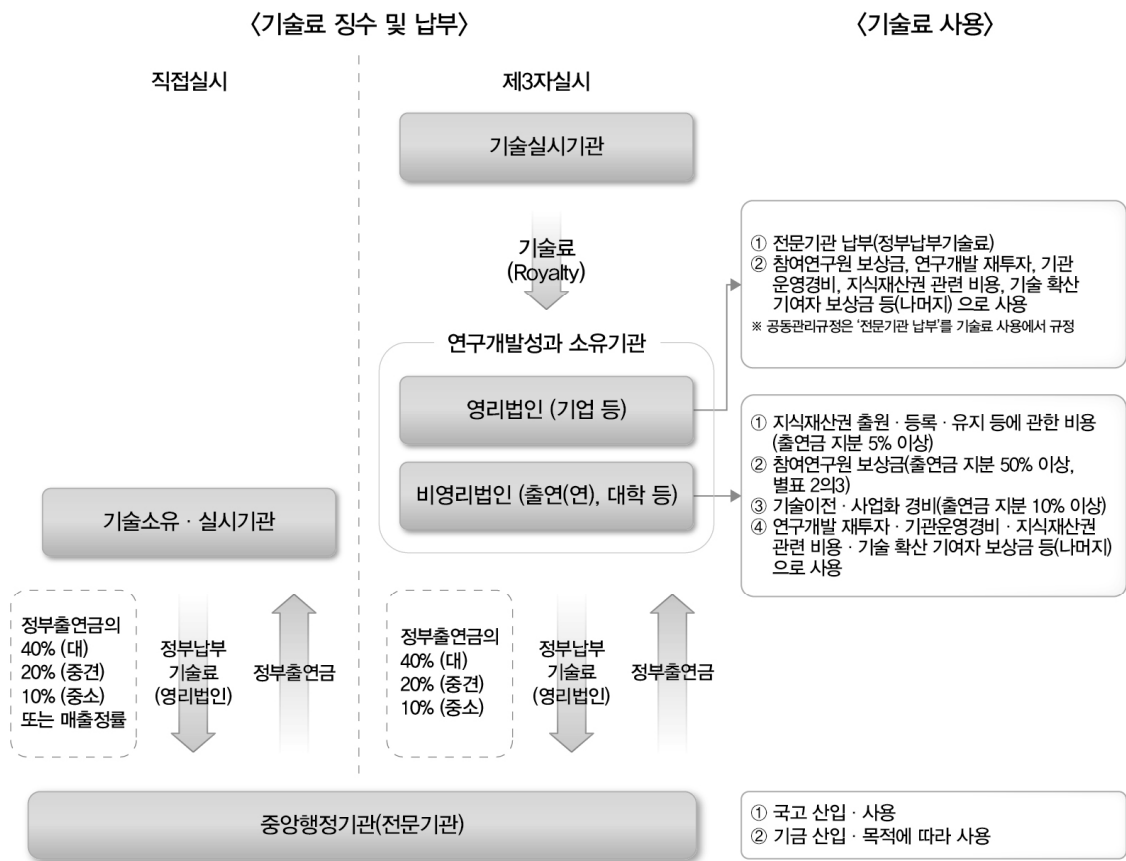 〈기술료 징수 및 납부〉
〈기술료 사용〉
직접실시
제3자실시
기술실시기관
기술료
(Royalty)
① 전문기관 납부(정부납부기술료)
② 참여연구원 보상금, 연구개발 재투자, 기관
운영경비, 지식재산권 관련 비용, 기술 확산
기여자 보상금 등(나머지) 으로 사용
※ 공동관리규정은 '전문기관 납부'를 기술료 사용에서 규정
연구개발성과 소유기관
영리법인 (기업 등)
비영리법인 (출연(연), 대학 등)
① 지식재산권 출원 · 등록 · 유지 등에 관한 비용
(출연금 지분 5% 이상)
② 참여연구원 보상금(출연금 지분 50% 이상,
별표 2의3)
③ 기술이전 · 사업화 경비(출연금 지분 10% 이상)
④ 연구개발 재투자 · 기관운영경비 · 지식재산권
관련 비용 · 기술 확산 기여자 보상금 등(나머지)
으로 사용
기술소유 · 실시기관
정부출연금의
40% (대)
20% (중견)
10% (중소)
또는 매출정률
정부납부
기술료
(영리법인)
정부출연금
정부출연금의
40% (대)
20% (중견)
10% (중소)
정부납부
기술료
(영리법인)
정부출연금
중앙행정기관(전문기관)
① 국고 산입 · 사용
② 기금 산입 · 목적에 따라 사용